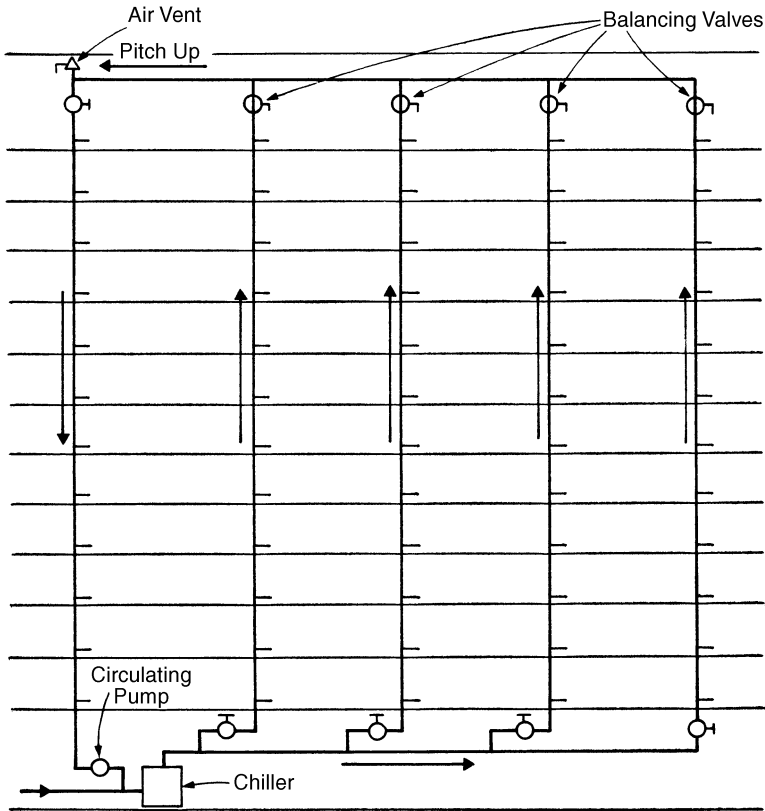 Air Vent
Balancing Valves
Pitch Up
Circulating
Pump
Chiller